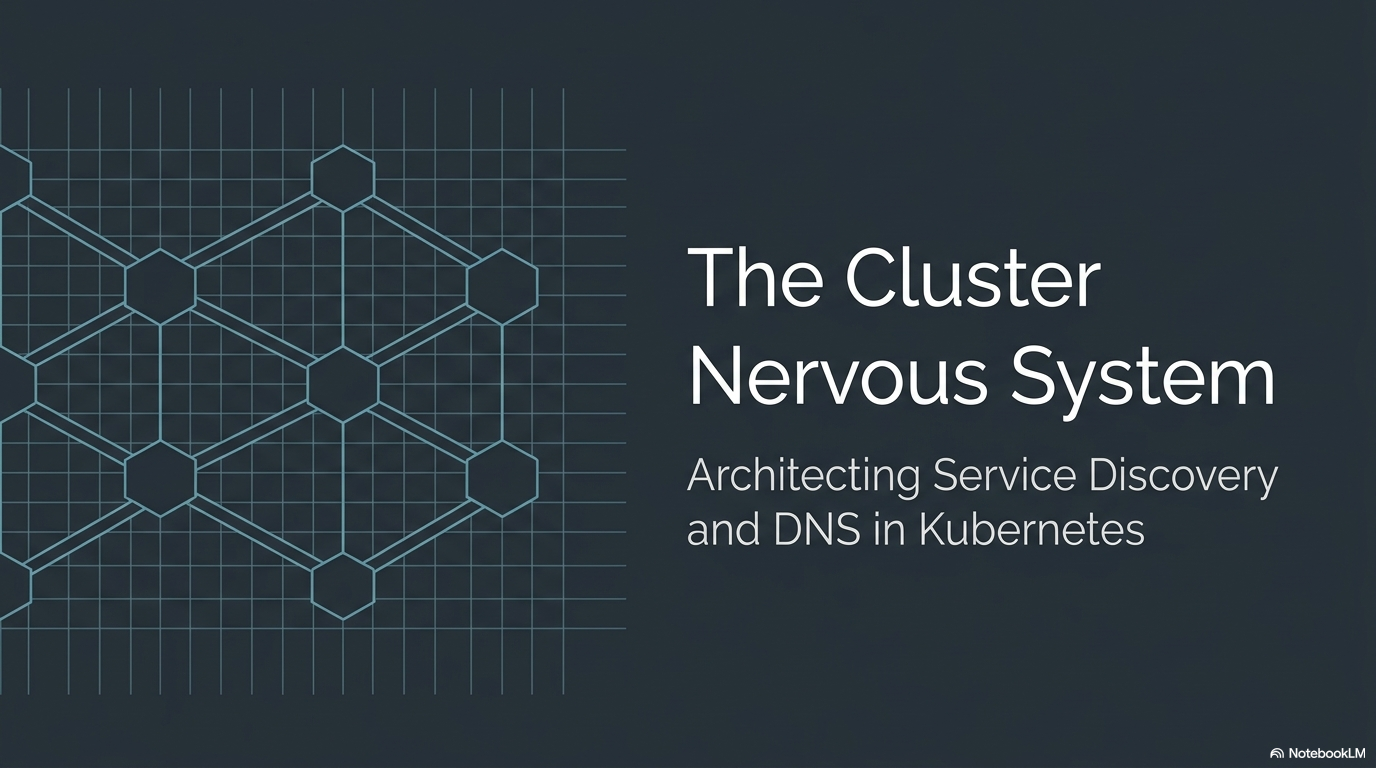 The Cluster
Nervous System
Architecting Service Discovery
and DNS in Kubernetes
NotebookLM